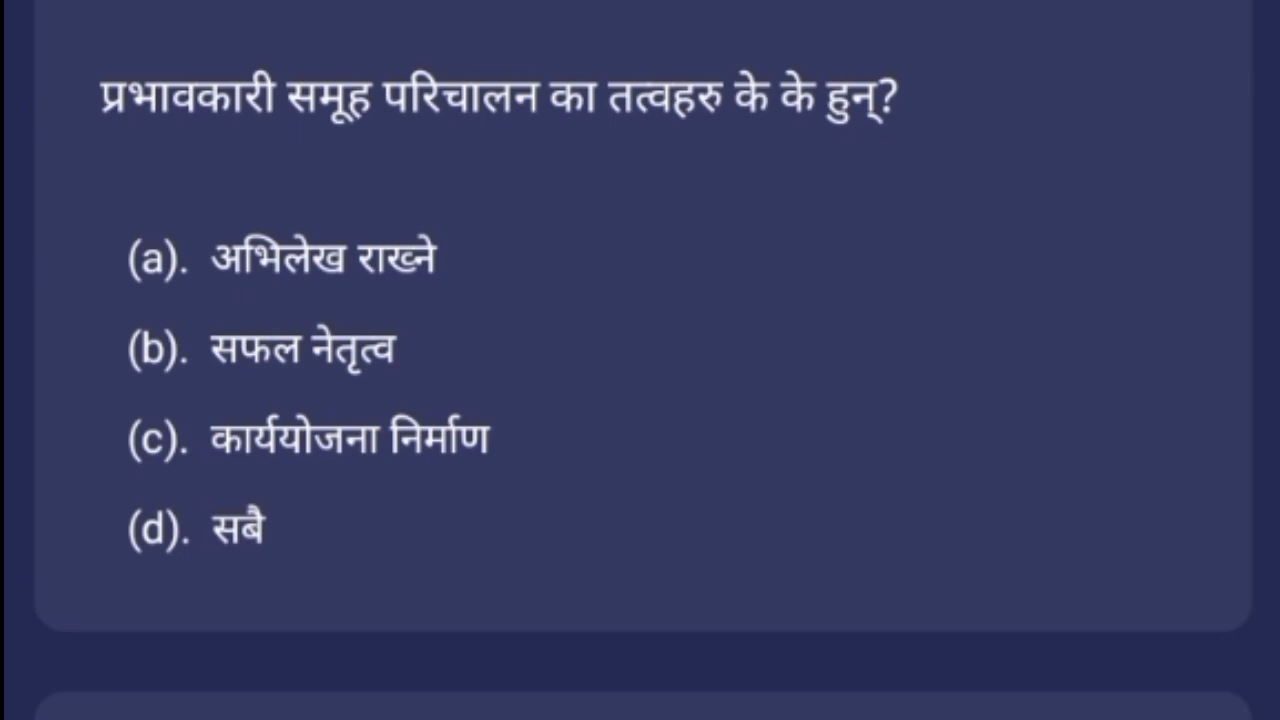 प्रभावकारी समूह परिचालन का तत्वहरु के के हुन्?
(a). अभिलेख राख्ने
(b). सफल नेतृत्व
(c). कार्ययोजना निर्माण
(d). सबै